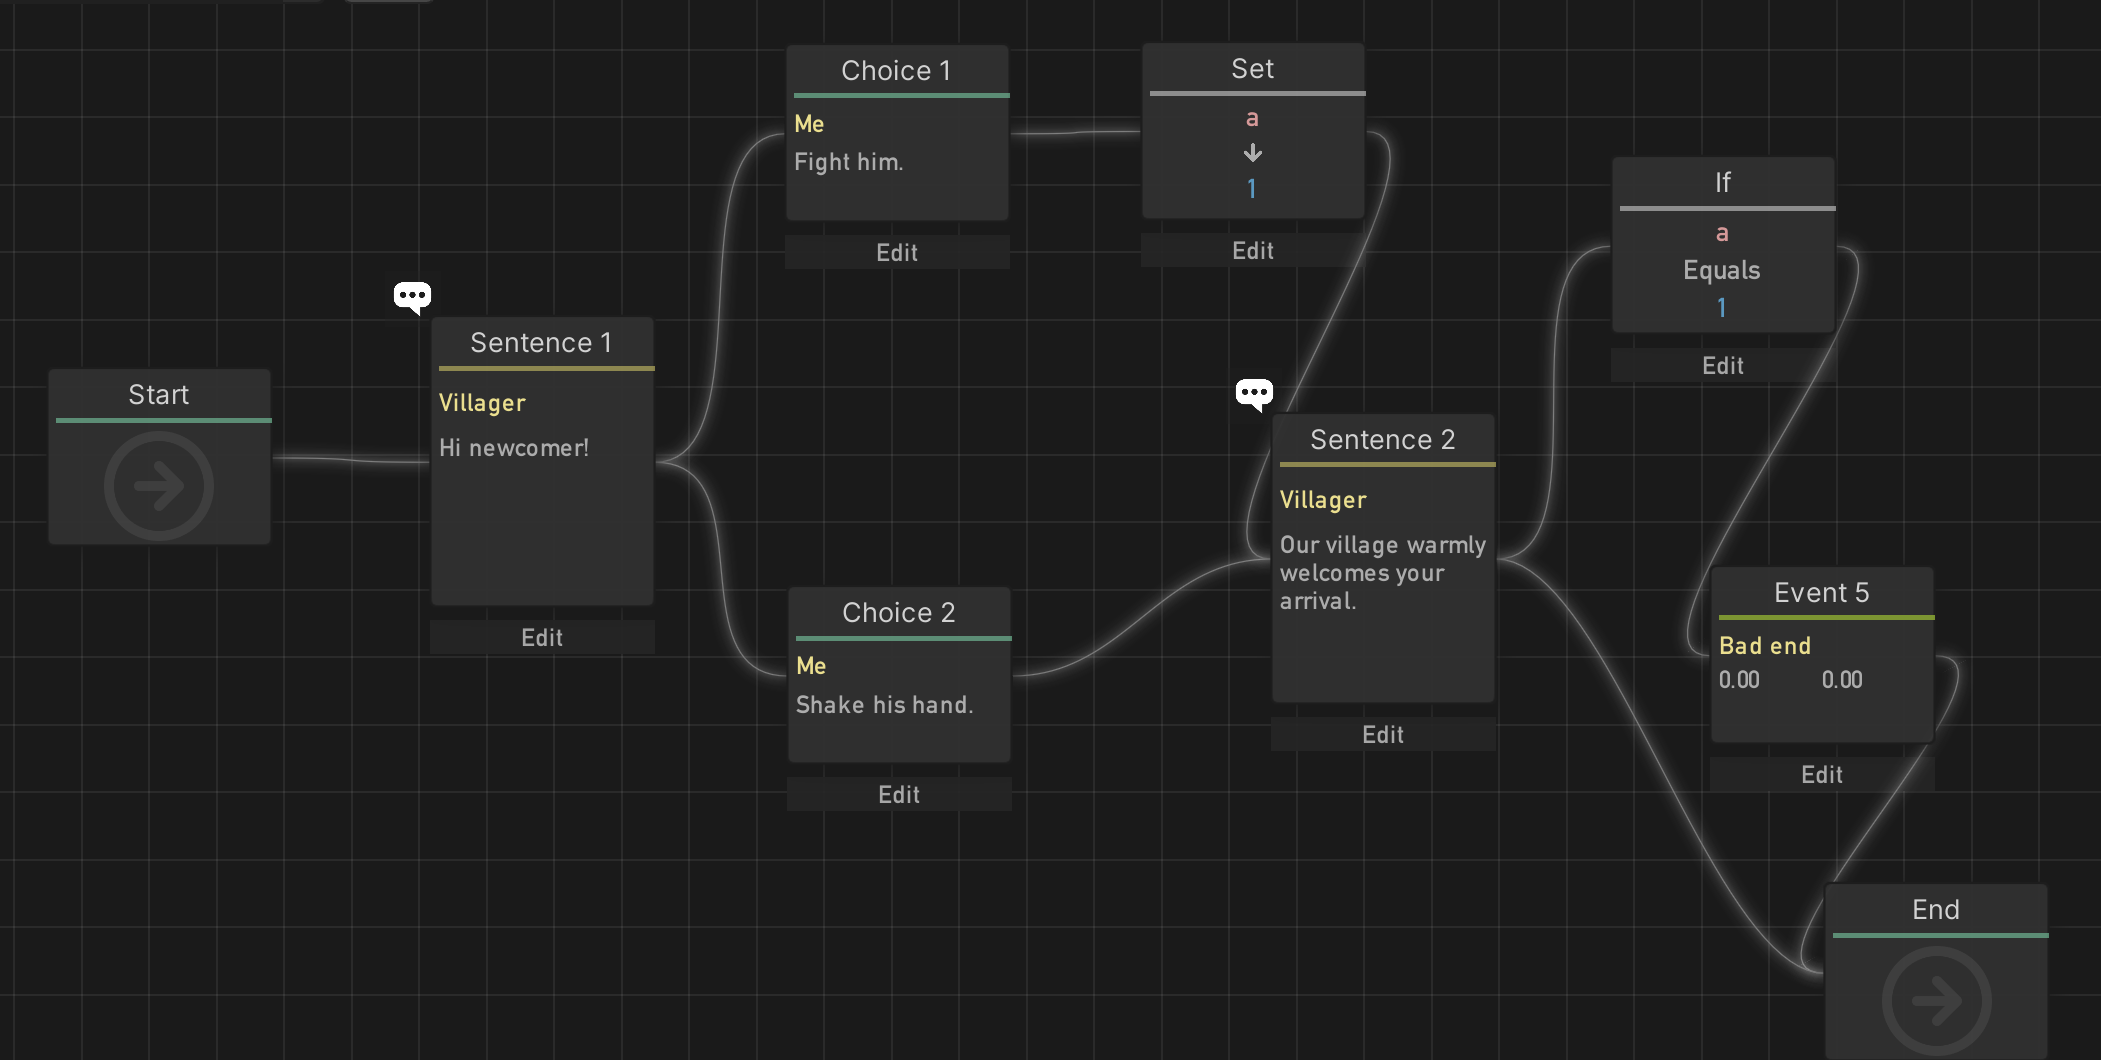 Start
Sentence 1
Villager
Hi newcomer!
Edit
Choice 1
Me
Fight him.
Edit
Choice 2
Me
Shake his hand.
Edit
Set
a
1
Edit
Sentence 2
Villager
Our village warmly
welcomes your
arrival.
Edit
If
a
Equals
1
Edit
Event 5
Bad end
0.00 0.00
Edit
End